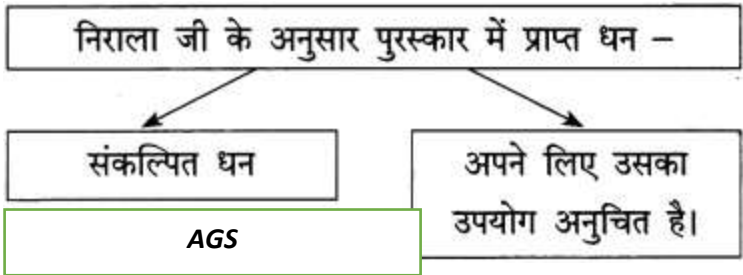 निराला जी के अनुसार पुरस्कार में प्राप्त धन –
संकल्पित धन
अपने लिए उसका
उपयोग अनुचित है।
AGS